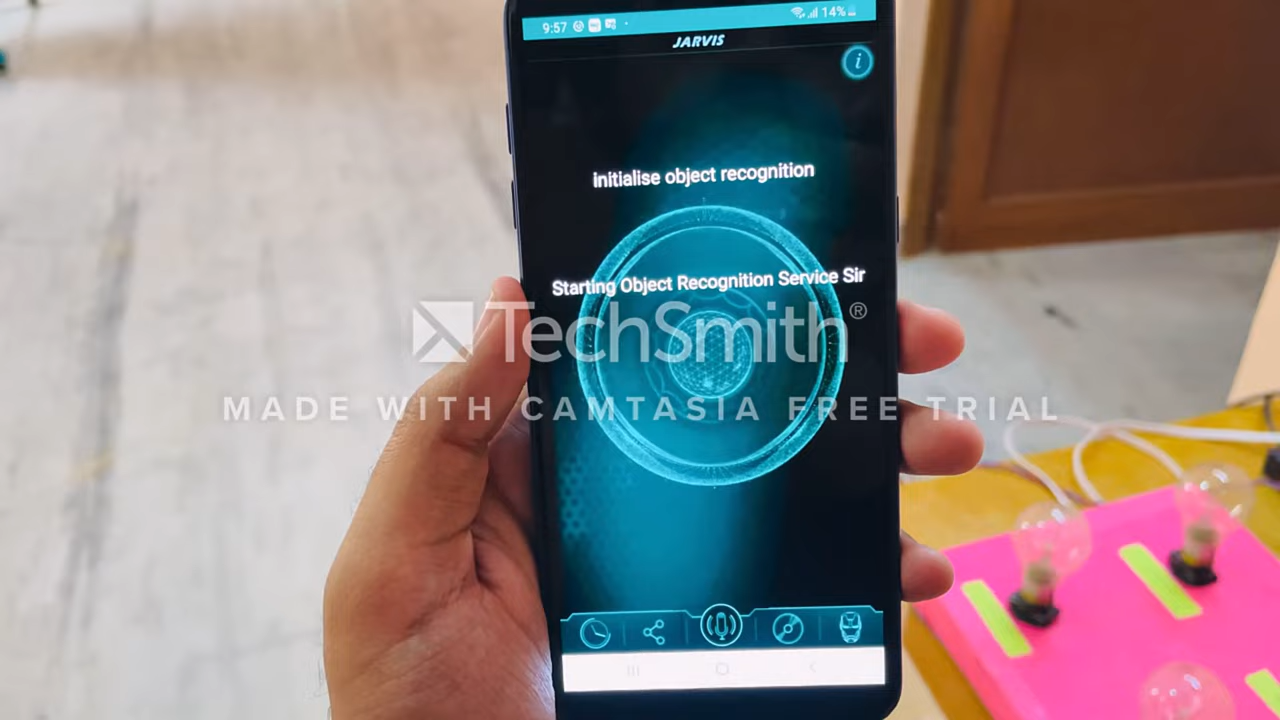 9:57
14%
JARVIS
i
initialise object recognition
Starting Object Recognition Service Sir
TechSmith®
MADE WITH CAMTASIA FREE TRIAL